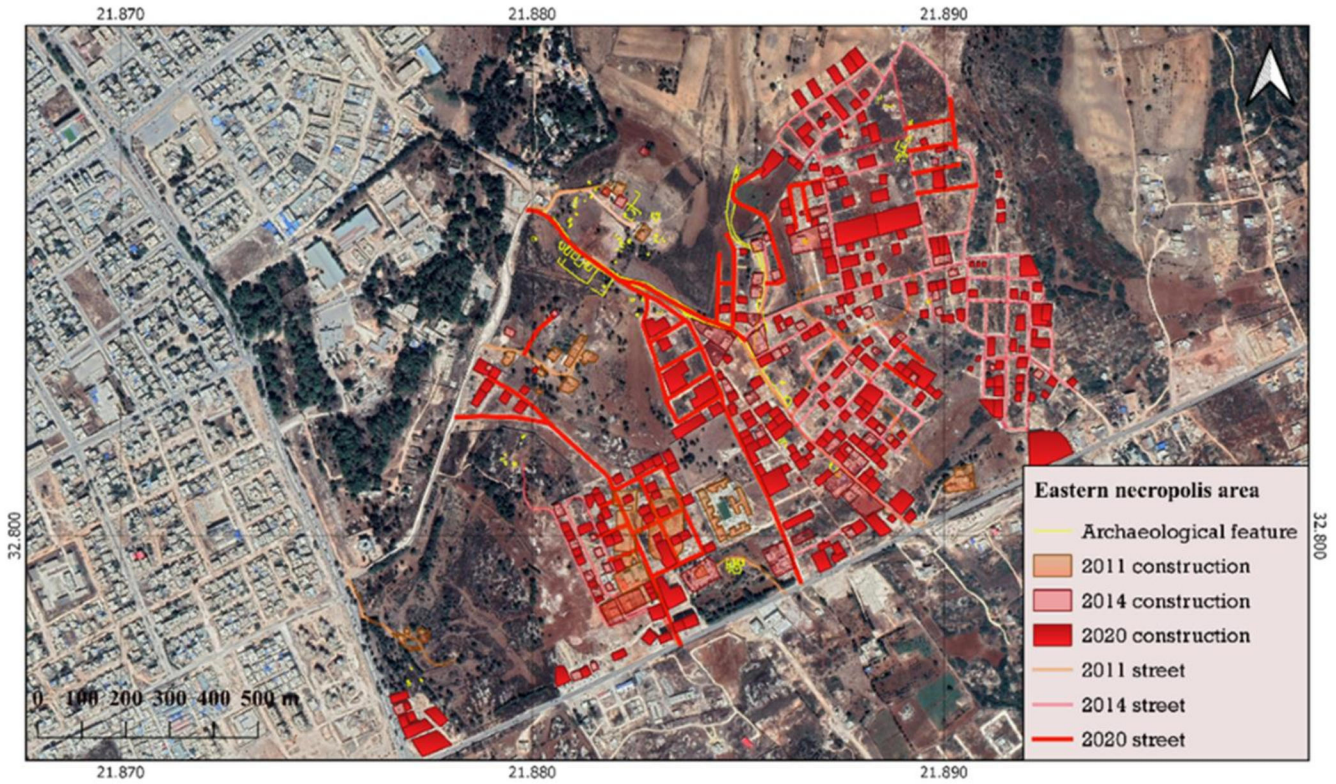 21.870 21.880 21.890
32.800 32.800
Eastern necropolis area
Archaeological feature
2011 construction
2014 construction
2020 construction
2011 street
2014 street
2020 street
0 100 200 300 400 500 m
21.870 21.880 21.890